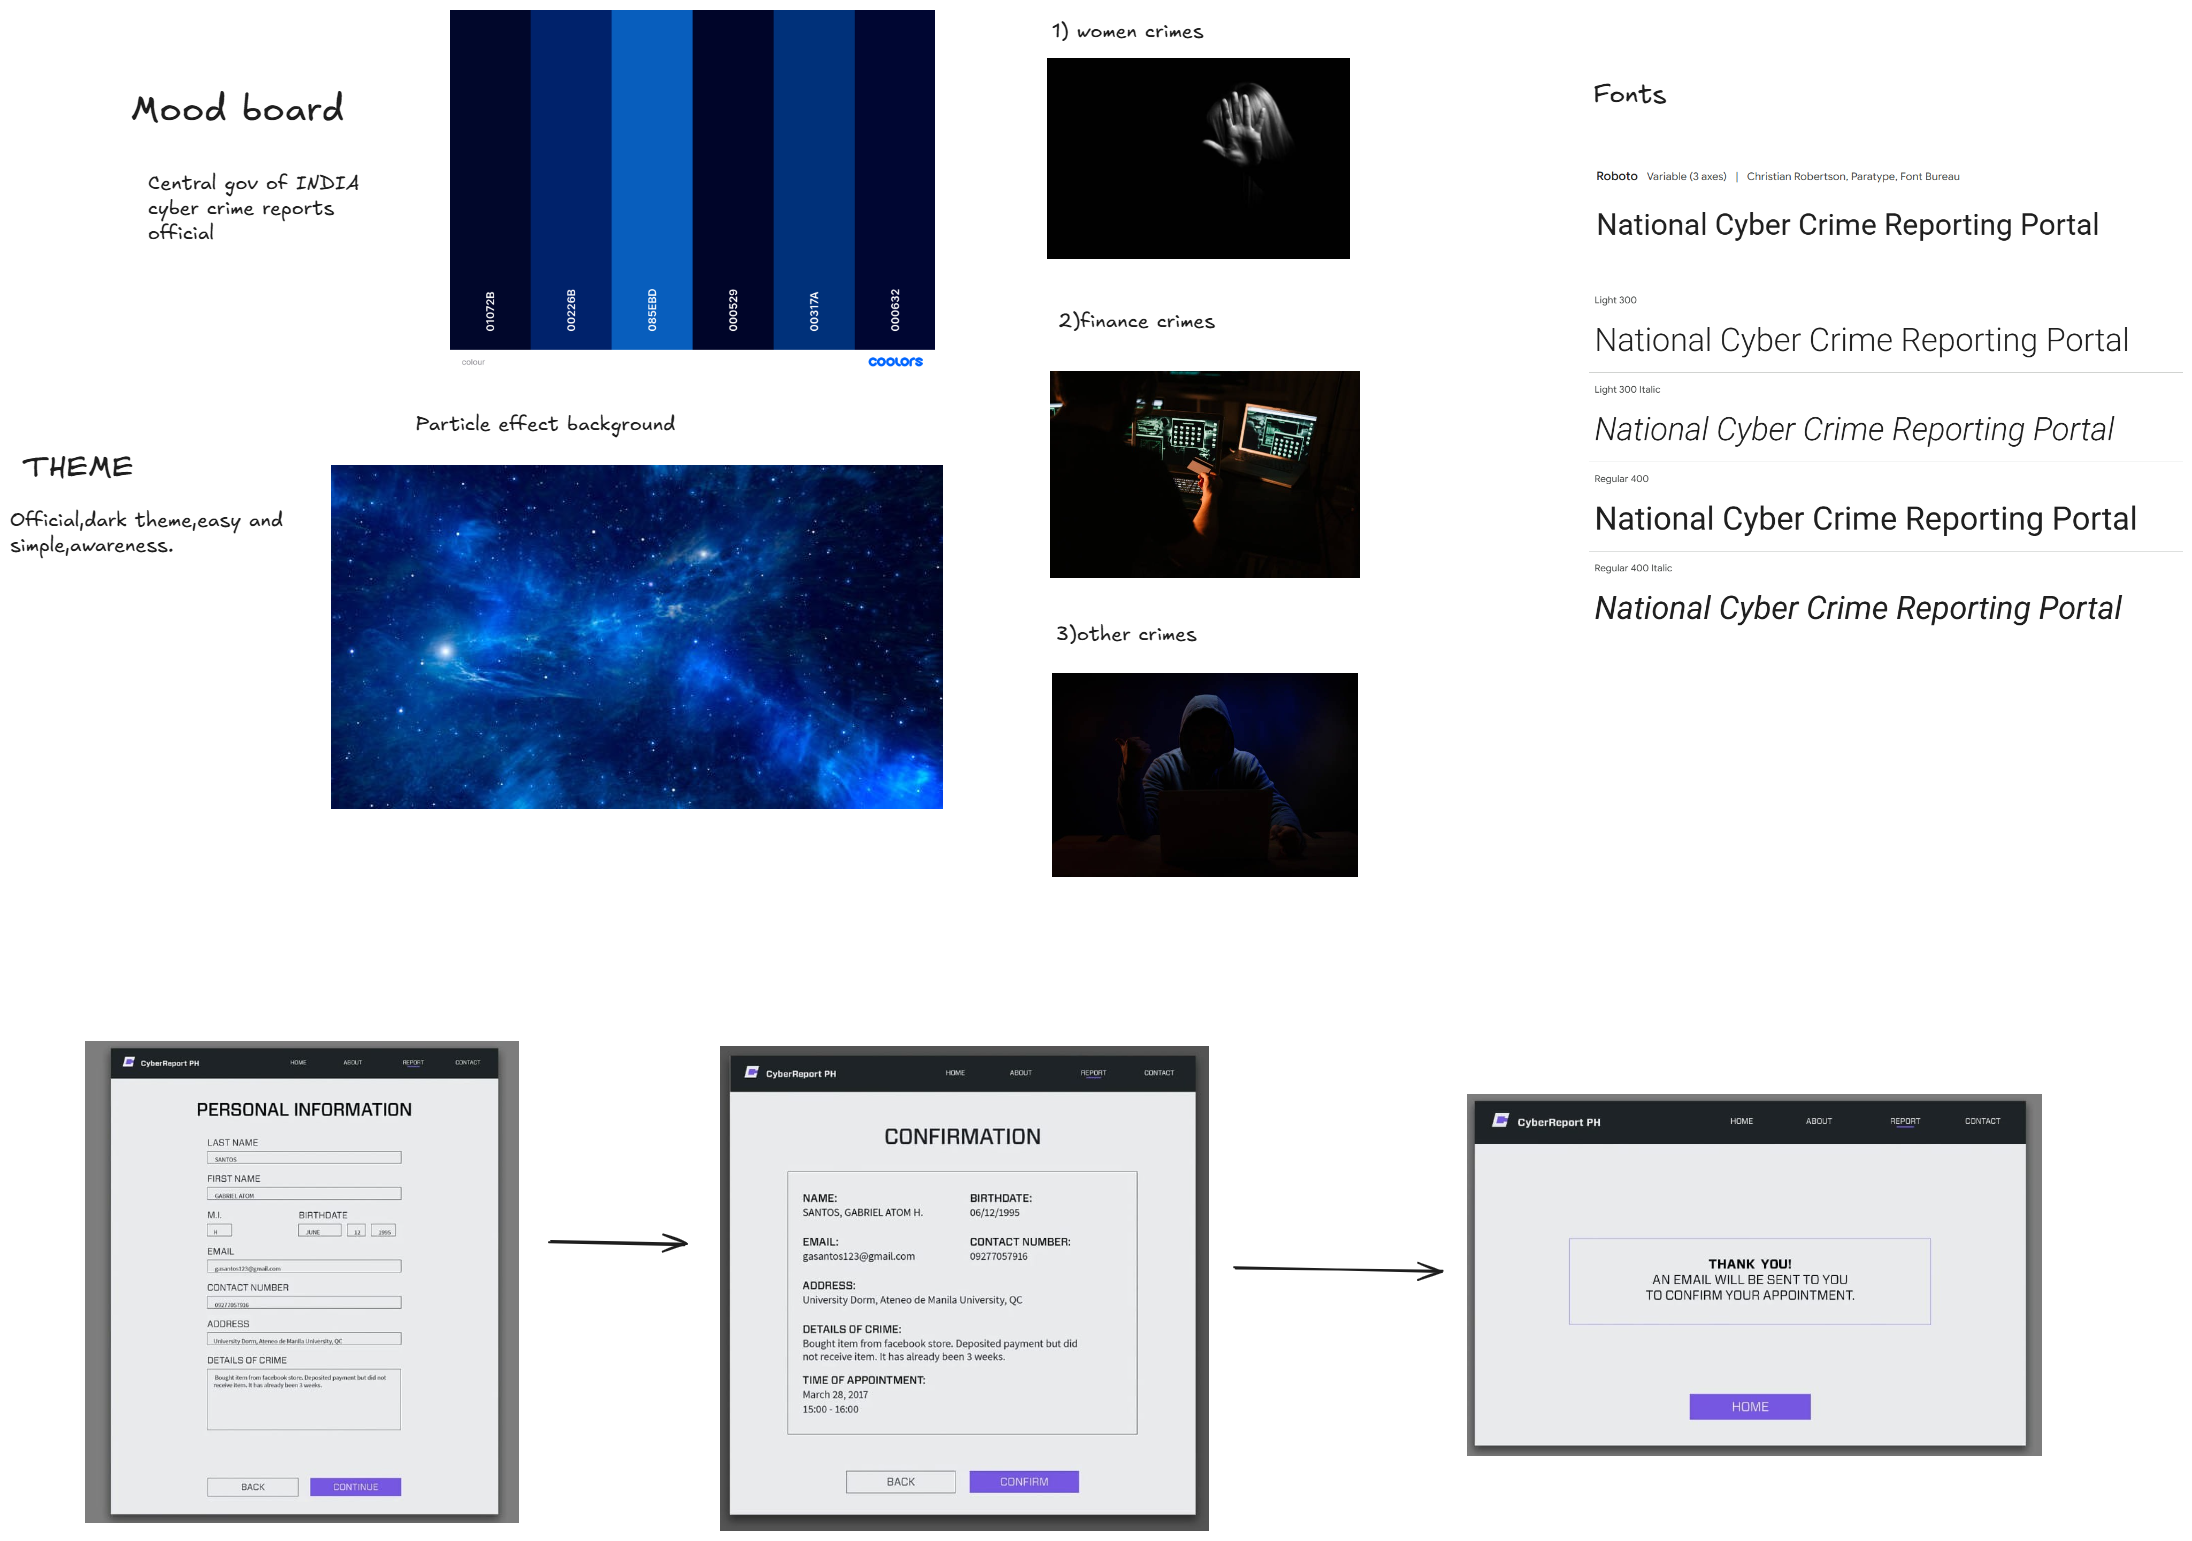 Mood board
Central gov of INDIA
cyber crime reports
official
01072B
00226B
085EBD
000529
00317A
000632
colour
coolors
THEME
Official,dark theme,easy and
simple,awareness.
Particle effect background
1) women crimes
2)finance crimes
3)other crimes
Fonts
Roboto Variable (3 axes) | Christian Robertson, Paratype, Font Bureau
National Cyber Crime Reporting Portal
Light 300
National Cyber Crime Reporting Portal
Light 300 Italic
National Cyber Crime Reporting Portal
Regular 400
National Cyber Crime Reporting Portal
Regular 400 Italic
National Cyber Crime Reporting Portal
CyberReport PH HOME ABOUT REPORT CONTACT
PERSONAL INFORMATION
LAST NAME
SANTOS
FIRST NAME
GABRIEL ATOM
M.I. BIRTHDATE
H JUNE 12 1995
EMAIL
gasantos123@gmail.com
CONTACT NUMBER
09277057916
ADDRESS
University Dorm, Ateneo de Manila University, QC
DETAILS OF CRIME
Bought item from facebook store. Deposited payment but did not
receive item. It has already been 3 weeks.
BACK CONTINUE
CyberReport PH HOME ABOUT REPORT CONTACT
CONFIRMATION
NAME: BIRTHDATE:
SANTOS, GABRIEL ATOM H. 06/12/1995
EMAIL: CONTACT NUMBER:
gasantos123@gmail.com 09277057916
ADDRESS:
University Dorm, Ateneo de Manila University, QC
DETAILS OF CRIME:
Bought item from facebook store. Deposited payment but did
not receive item. It has already been 3 weeks.
TIME OF APPOINTMENT:
March 28, 2017
15:00 - 16:00
BACK CONFIRM
CyberReport PH HOME ABOUT REPORT CONTACT
THANK YOU!
AN EMAIL WILL BE SENT TO YOU
TO CONFIRM YOUR APPOINTMENT.
HOME